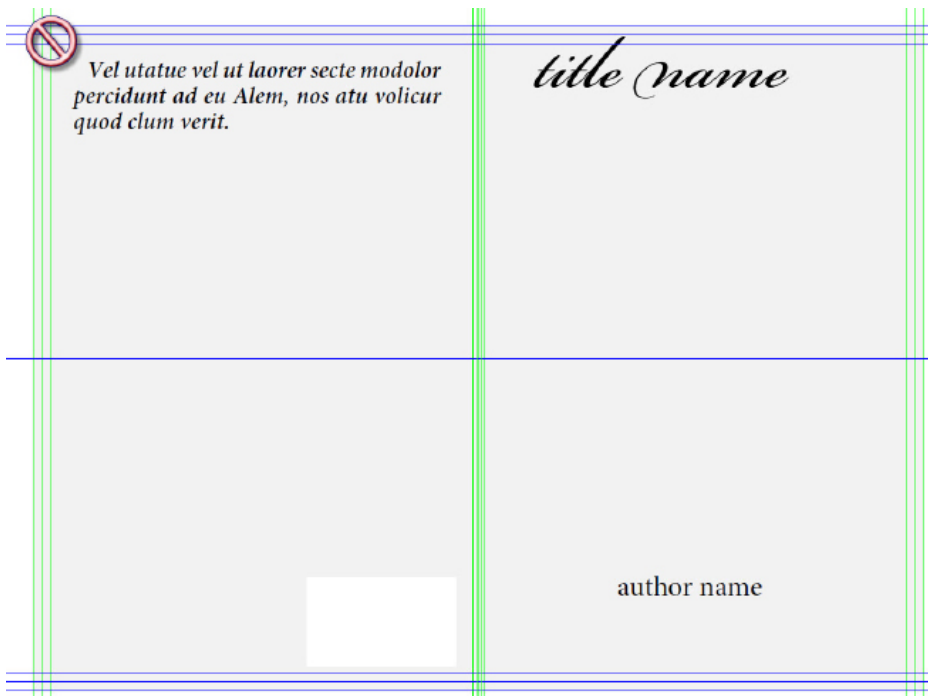 Vel utatue vel ut laorer secte modolor
percidunt ad eu Alem, nos atu volicur
quod clum verit.
title name
author name